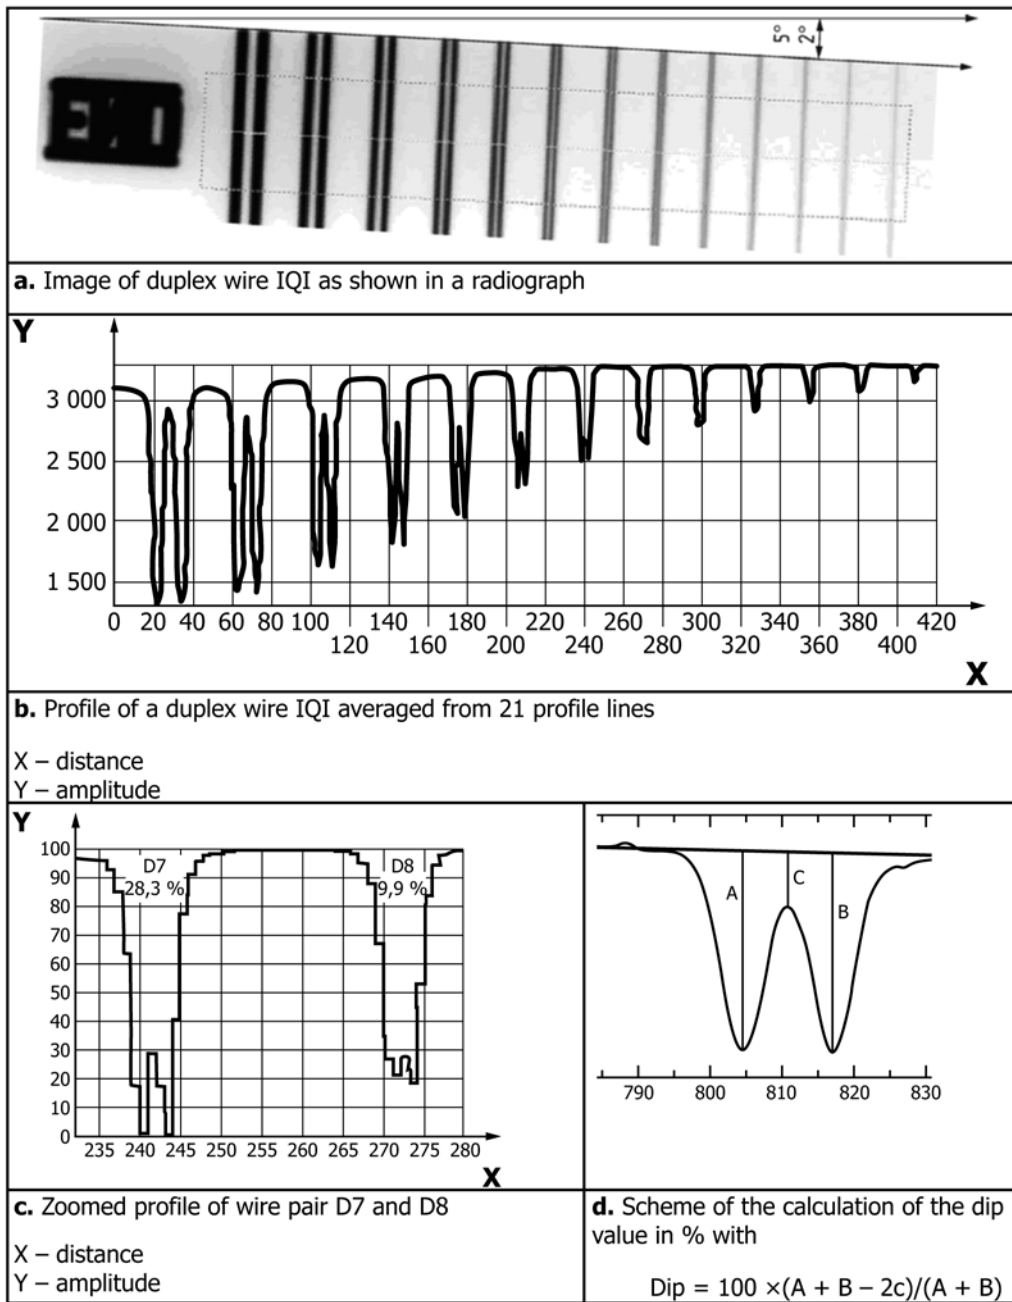 5°
2°
a. Image of duplex wire IQI as shown in a radiograph
Y
3 000
2 500
2 000
1 500
0 20 40 60 80 100 140 180 220 260 300 340 380 420
120 160 200 240 280 320 360 400
X
b. Profile of a duplex wire IQI averaged from 21 profile lines
X – distance
Y – amplitude
Y
100
90
80
70
60
50
40
30
20
10
0
D7
28,3 %
D8
9,9 %
235 240 245 250 255 260 265 270 275 280
X
A
C
B
790 800 810 820 830
c. Zoomed profile of wire pair D7 and D8
X – distance
Y – amplitude
d. Scheme of the calculation of the dip
value in % with
Dip = 100 ×(A + B – 2c)/(A + B)